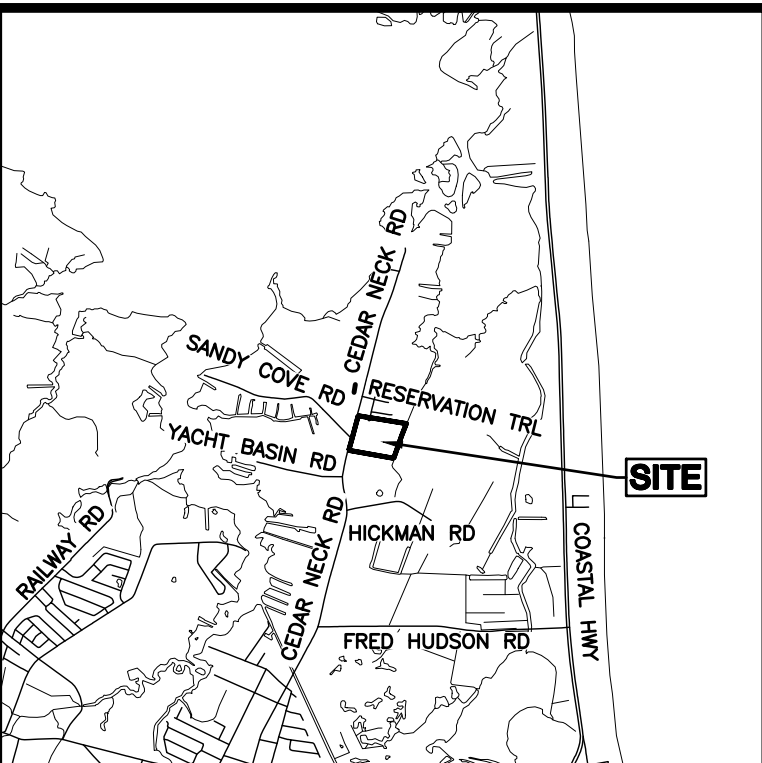 CEDAR NECK RD
SANDY COVE RD
RESERVATION TRL
YACHT BASIN RD
SITE
RAILWAY RD
CEDAR NECK RD
HICKMAN RD
COASTAL HWY
FRED HUDSON RD